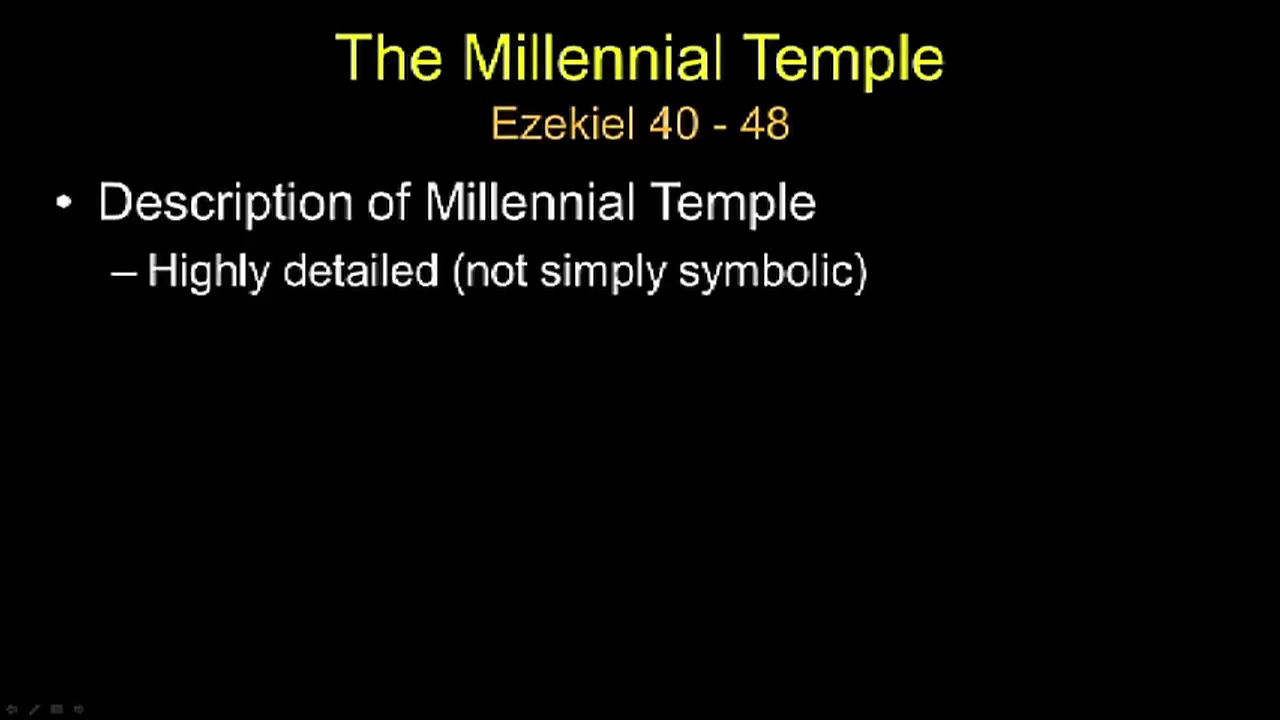 The Millennial Temple
Ezekiel 40 - 48
• Description of Millennial Temple
– Highly detailed (not simply symbolic)